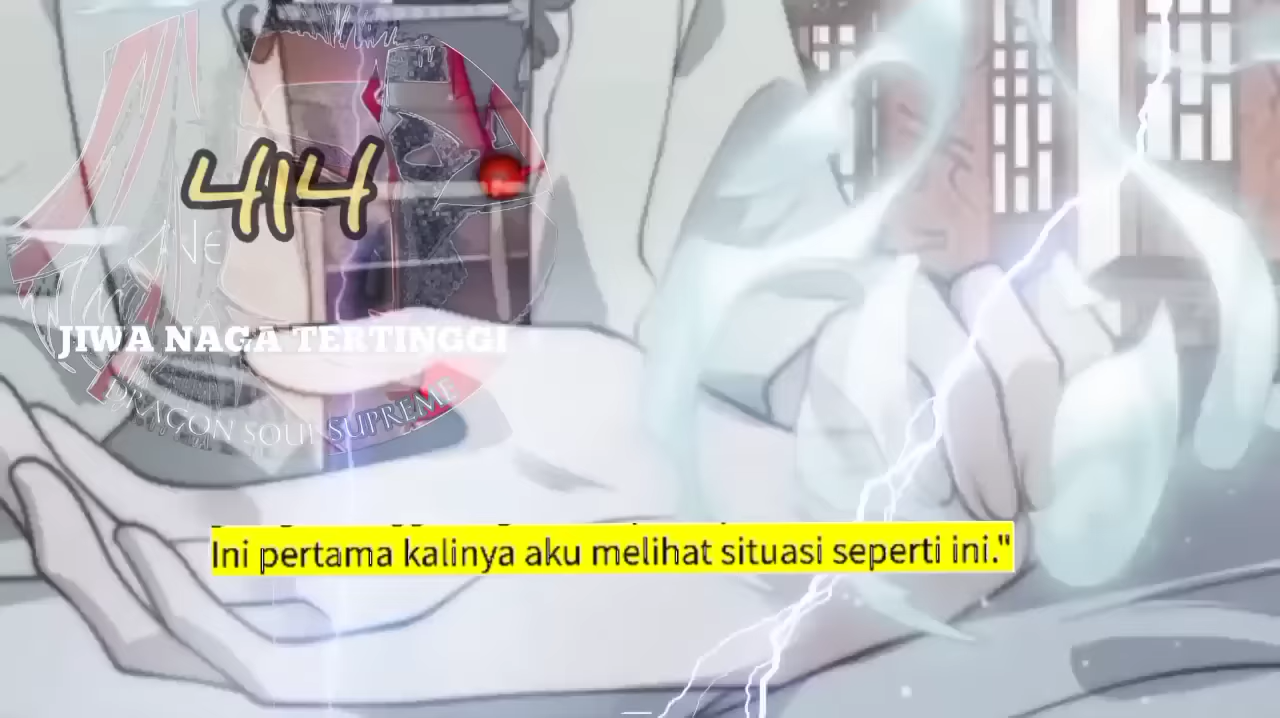 414
JIWA NAGA TERTINGGI
DRAGON SOUL SUPREME
Ini pertama kalinya aku melihat situasi seperti ini."